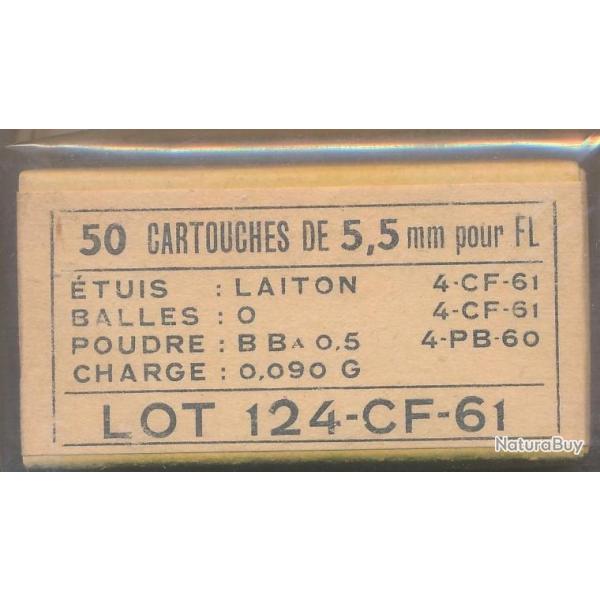 50 CARTOUCHES DE 5,5 mm pour FL
ÉTUIS : LAITON 4-CF-61
BALLES : O 4-CF-61
POUDRE : BBA 0,5 4-PB-60
CHARGE : 0,090 G
LOT 124-CF-61
NaturaBuy